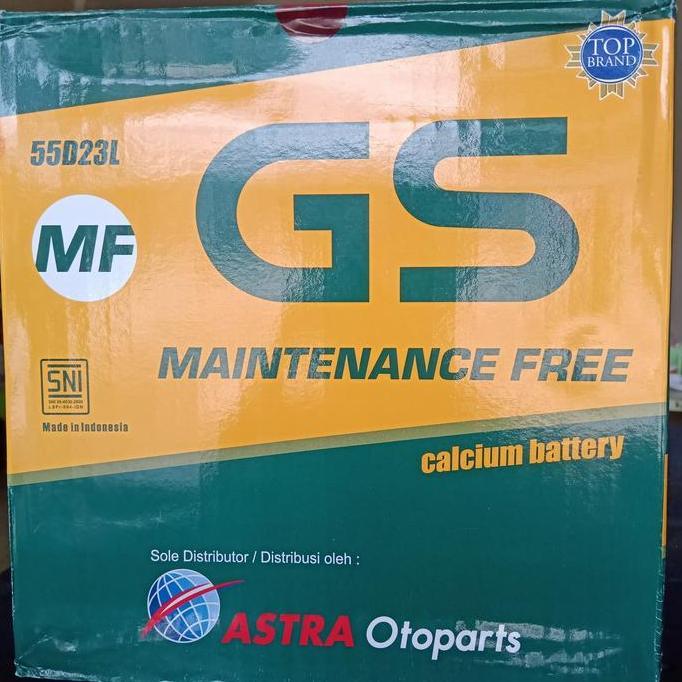 TOP
BRAND
55D23L
GS
MF
MAINTENANCE FREE
SNI
Made in Indonesia
calcium battery
Sole Distributor / Distribusi oleh :
ASTRA Otoparts